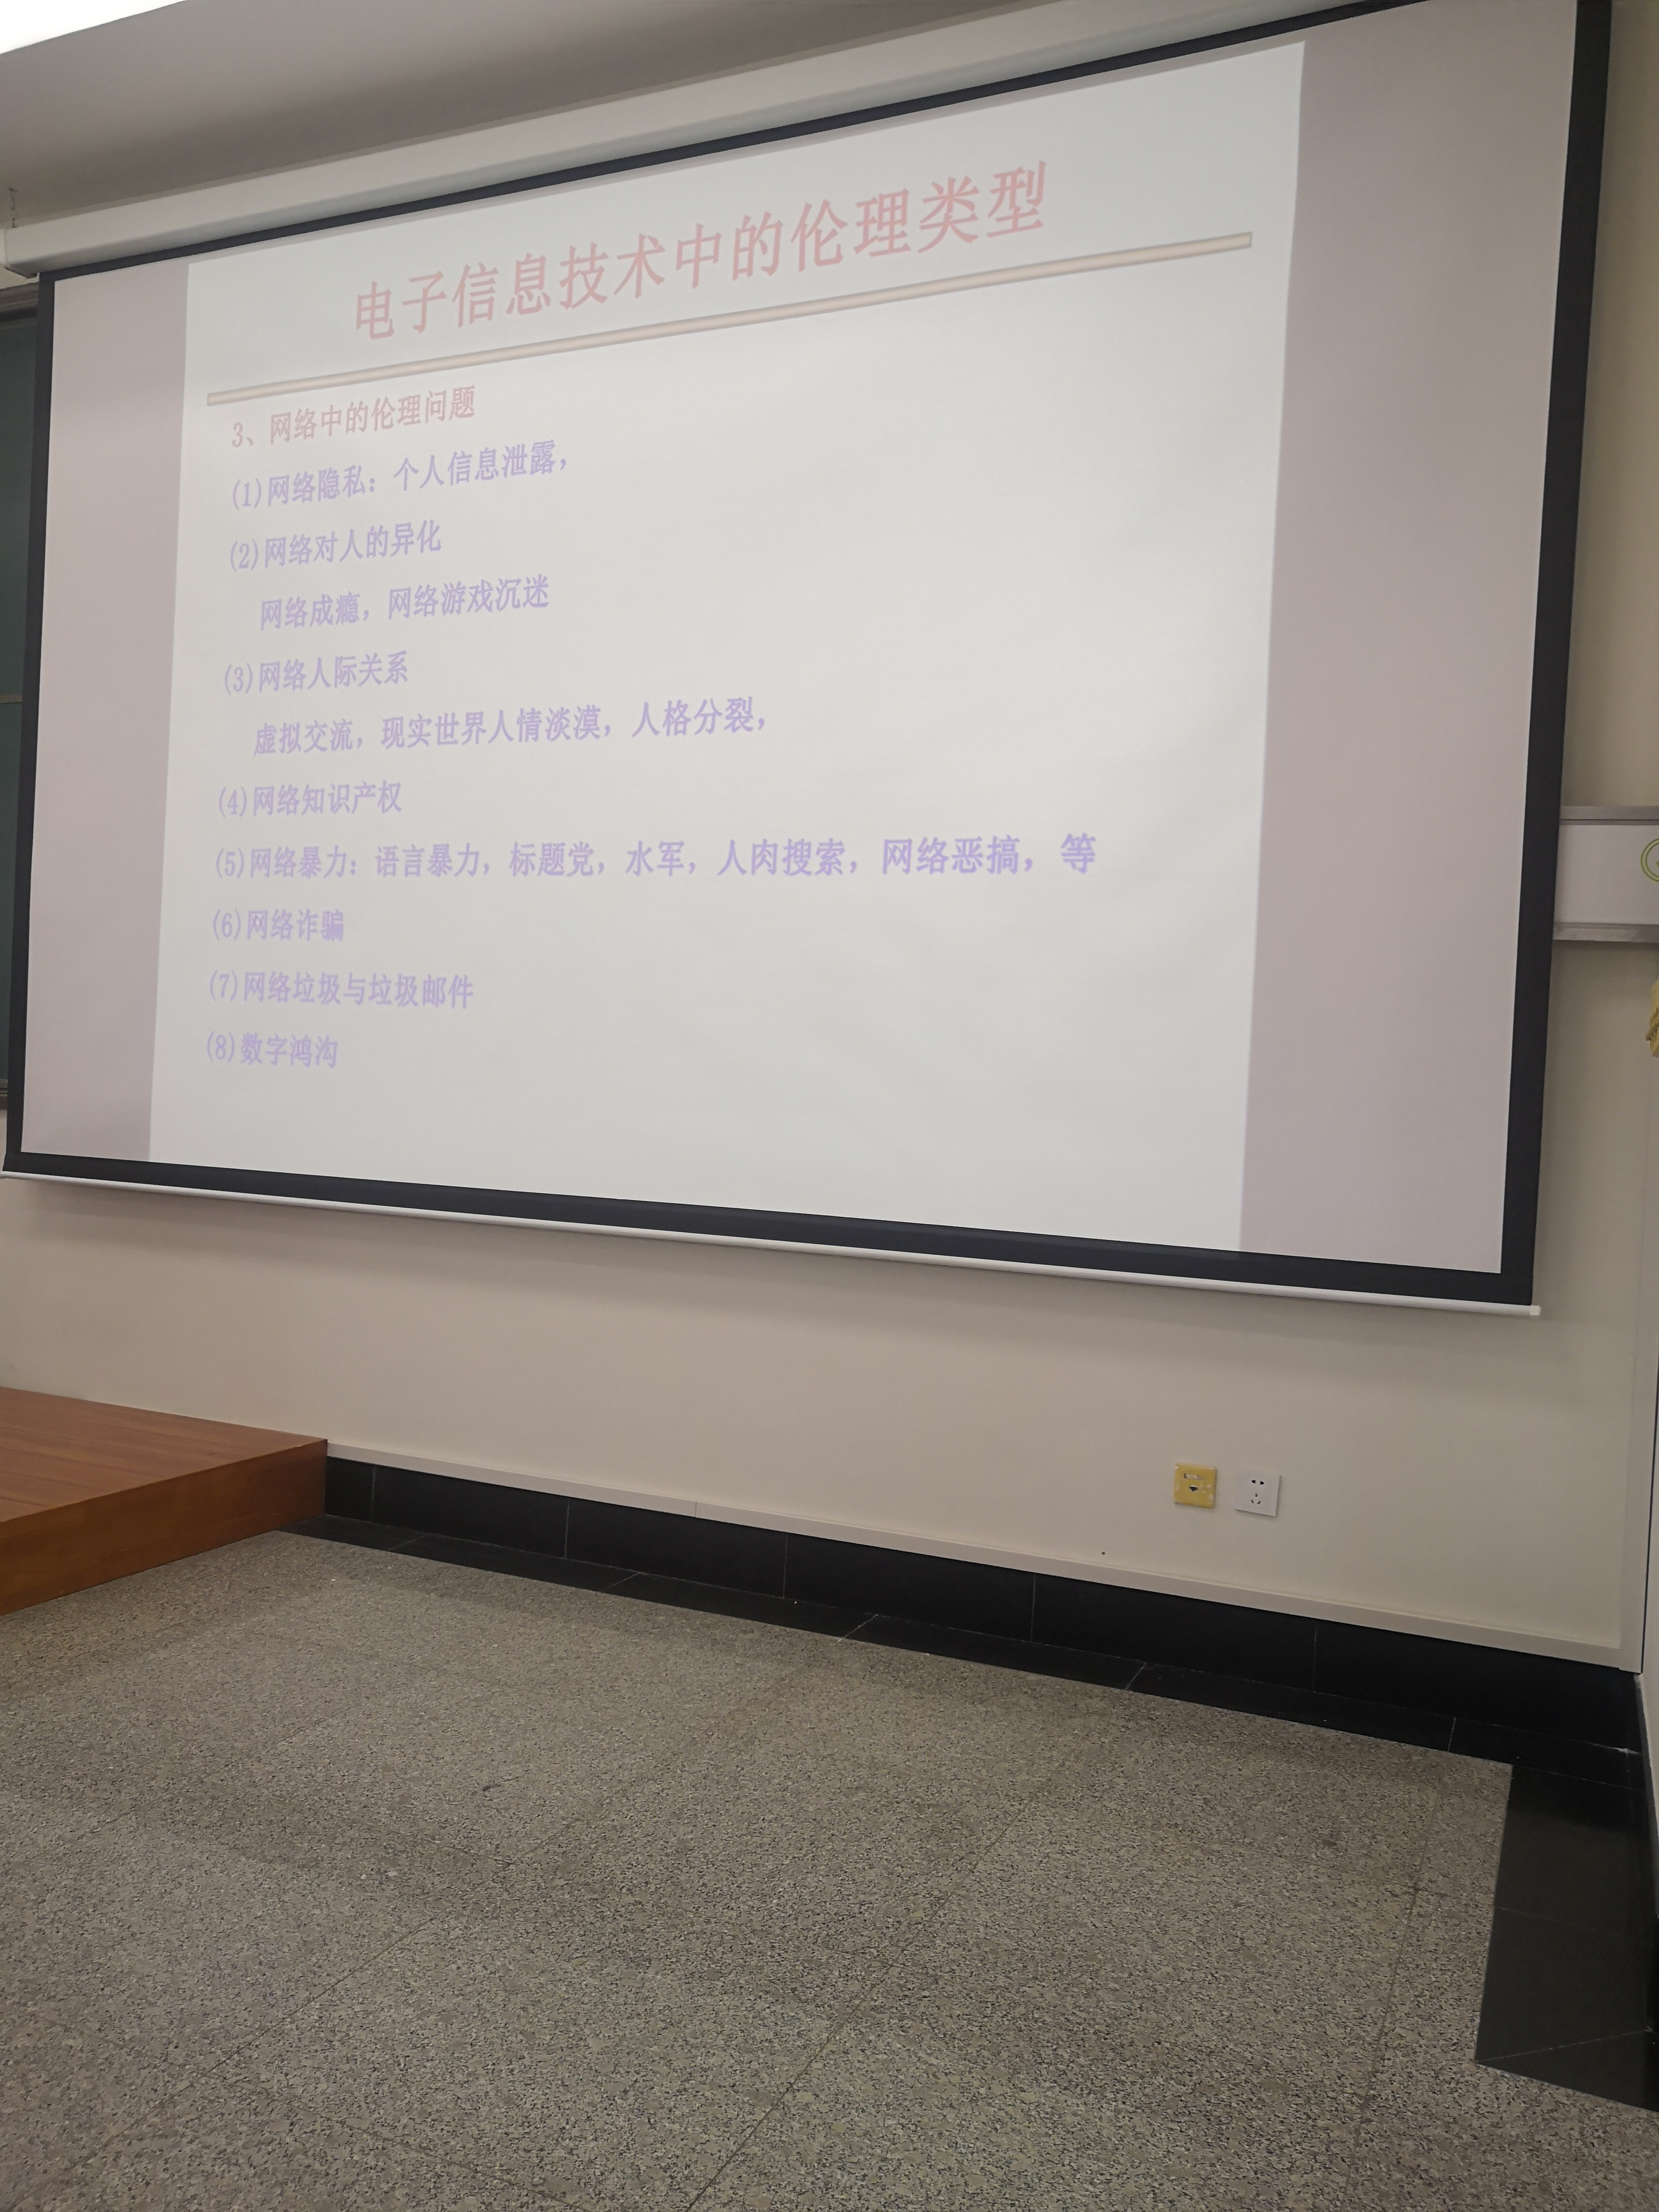 电子信息技术中的伦理类型
3、网络中的伦理问题
(1)网络隐私：个人信息泄露，
(2)网络对人的异化
网络成瘾，网络游戏沉迷
(3)网络人际关系
虚拟交流，现实世界人情淡漠，人格分裂，
(4)网络知识产权
(5)网络暴力：语言暴力，标题党，水军，人肉搜索，网络恶搞，等
(6)网络诈骗
(7)网络垃圾与垃圾邮件
(8)数字鸿沟